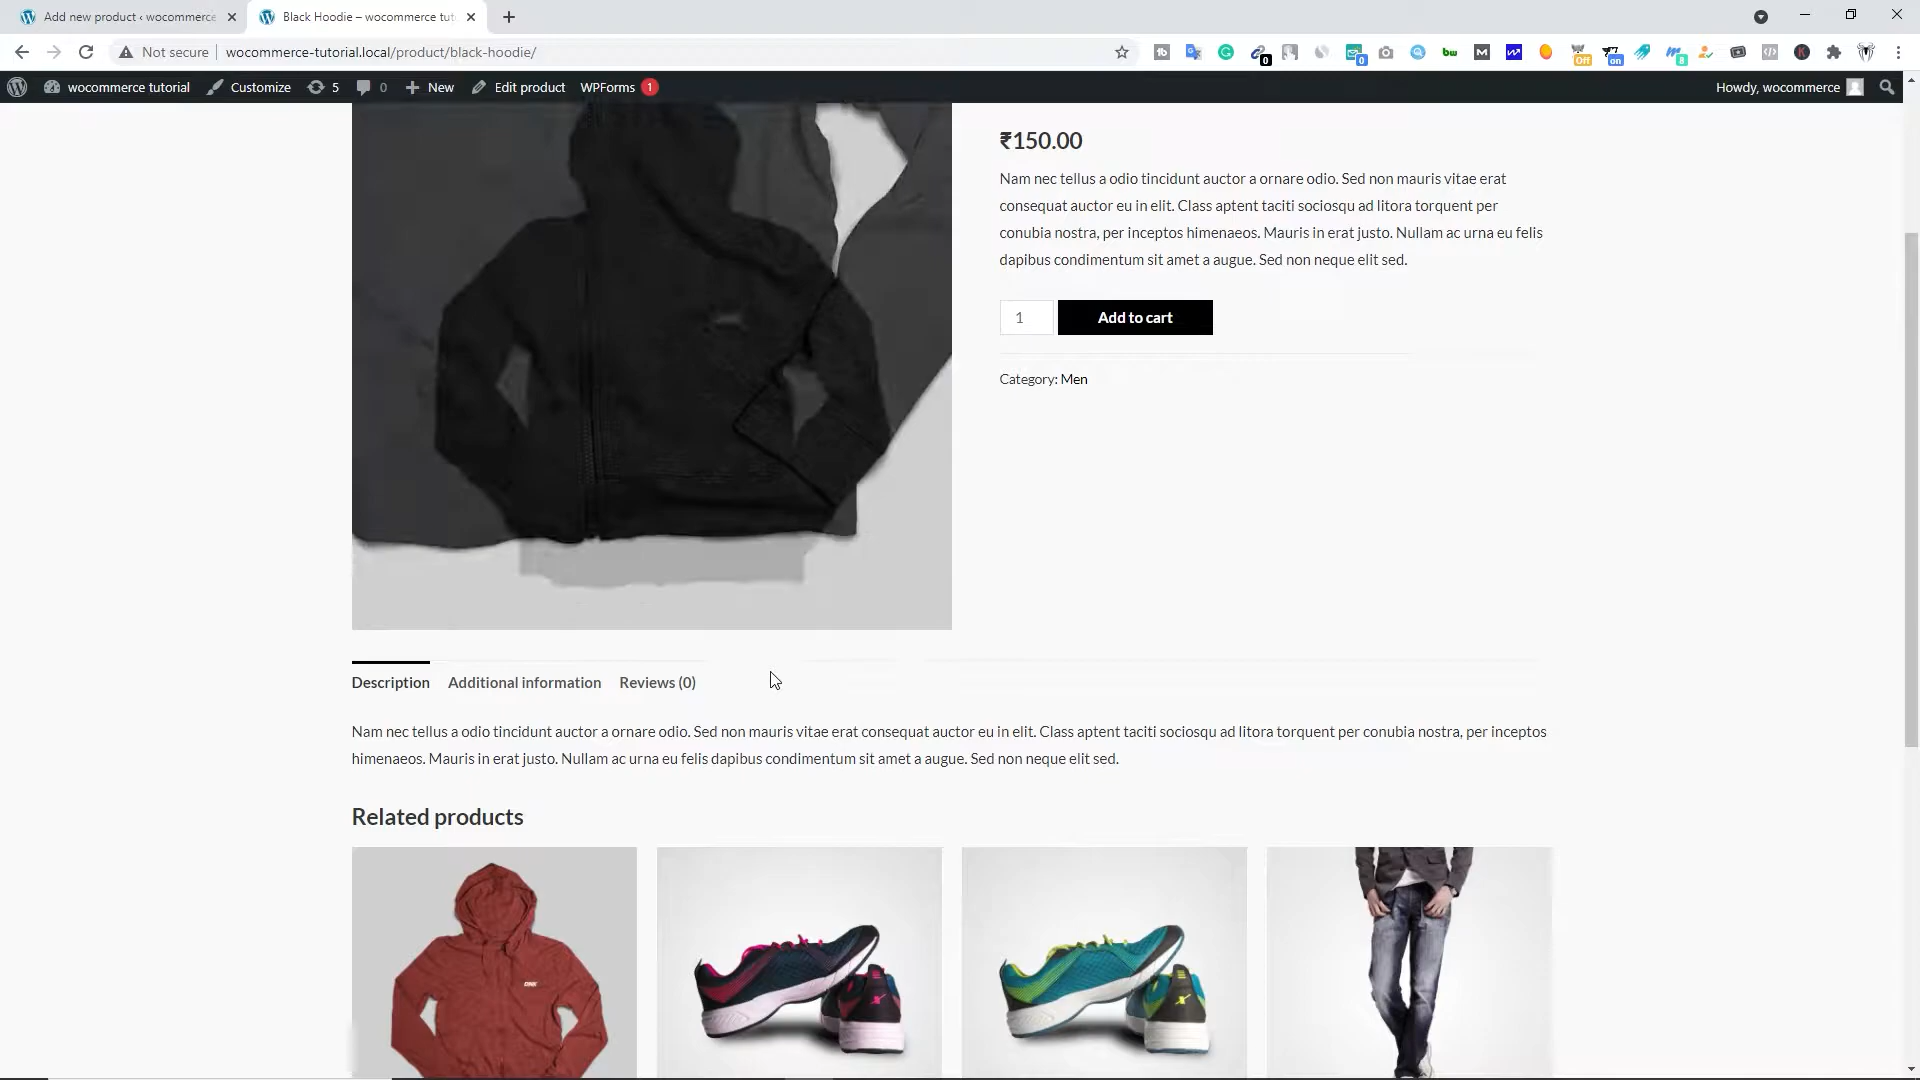 Add new product ‹ wocommerce
Black Hoodie – wocommerce tut
Not secure
wocommerce-tutorial.local/product/black-hoodie/
0
0
Off
on
8
wocommerce tutorial
Customize
5
0
New
Edit product
WPForms 1
Howdy, wocommerce
₹150.00
Nam nec tellus a odio tincidunt auctor a ornare odio. Sed non mauris vitae erat
consequat auctor eu in elit. Class aptent taciti sociosqu ad litora torquent per
conubia nostra, per inceptos himenaeos. Mauris in erat justo. Nullam ac urna eu felis
dapibus condimentum sit amet a augue. Sed non neque elit sed.
1
Add to cart
Category: Men
Description
Additional information
Reviews (0)
Nam nec tellus a odio tincidunt auctor a ornare odio. Sed non mauris vitae erat consequat auctor eu in elit. Class aptent taciti sociosqu ad litora torquent per conubia nostra, per inceptos
himenaeos. Mauris in erat justo. Nullam ac urna eu felis dapibus condimentum sit amet a augue. Sed non neque elit sed.
Related products